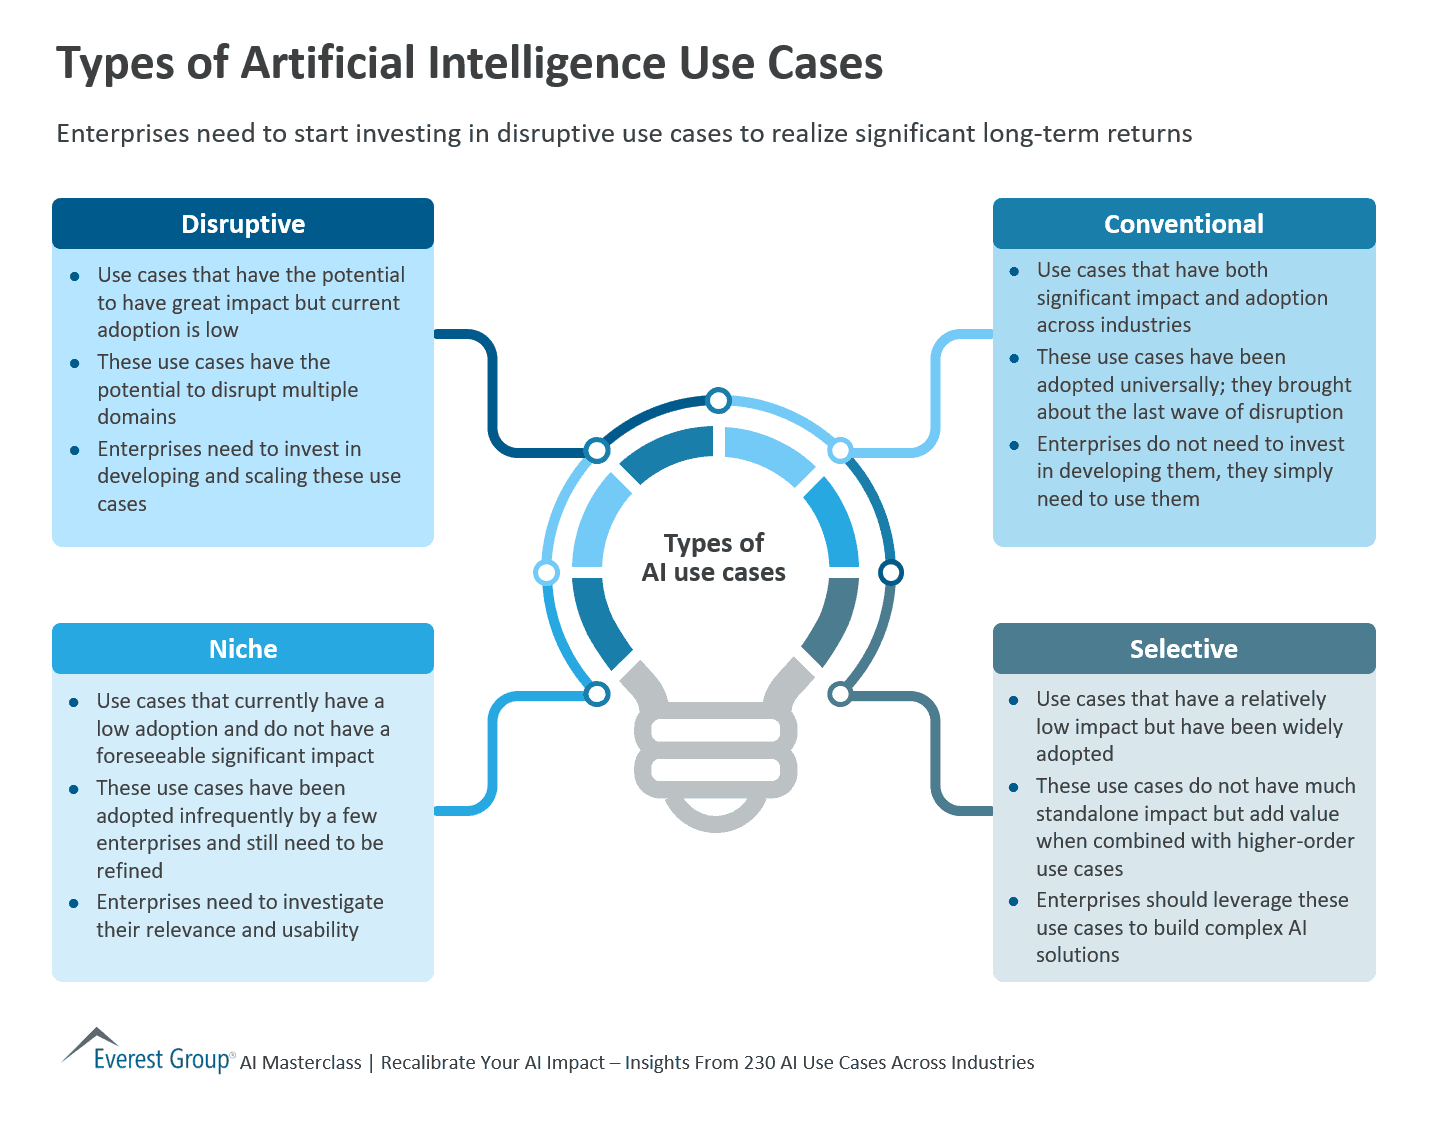 Types of Artificial Intelligence Use Cases
Enterprises need to start investing in disruptive use cases to realize significant long-term returns
Disruptive
● Use cases that have the potential
to have great impact but current
adoption is low
● These use cases have the
potential to disrupt multiple
domains
● Enterprises need to invest in
developing and scaling these use
cases
Conventional
● Use cases that have both
significant impact and adoption
across industries
● These use cases have been
adopted universally; they brought
about the last wave of disruption
● Enterprises do not need to invest
in developing them, they simply
need to use them
Types of
AI use cases
Niche
● Use cases that currently have a
low adoption and do not have a
foreseeable significant impact
● These use cases have been
adopted infrequently by a few
enterprises and still need to be
refined
● Enterprises need to investigate
their relevance and usability
Selective
● Use cases that have a relatively
low impact but have been widely
adopted
● These use cases do not have much
standalone impact but add value
when combined with higher-order
use cases
● Enterprises should leverage these
use cases to build complex AI
solutions
Everest Group® AI Masterclass | Recalibrate Your AI Impact – Insights From 230 AI Use Cases Across Industries